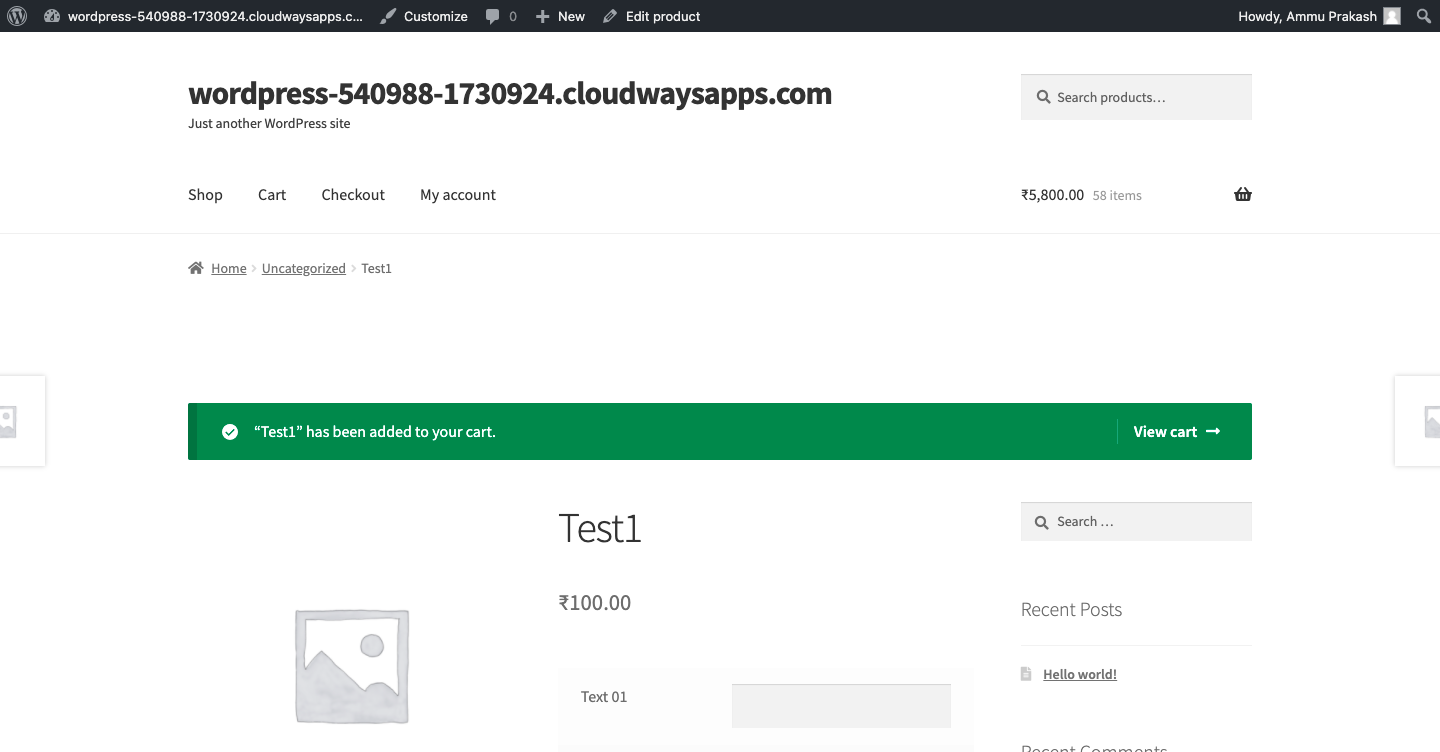 wordpress-540988-1730924.cloudwaysapps.c... Customize 0 New Edit product Howdy, Ammu Prakash
wordpress-540988-1730924.cloudwaysapps.com
Search products…
Just another WordPress site
Shop Cart Checkout My account ₹5,800.00 58 items
Home Uncategorized Test1
“Test1” has been added to your cart. View cart
Test1
Search …
₹100.00
Recent Posts
Hello world!
Text 01
Recent Comments